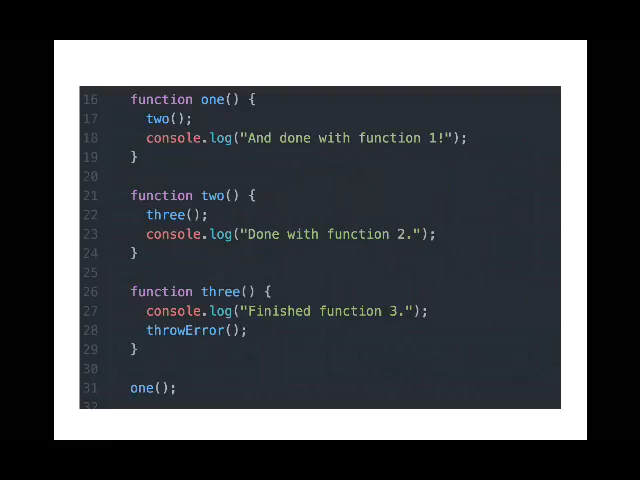 16 function one() {
17 two();
18 console.log("And done with function 1!");
19 }
20
21 function two() {
22 three();
23 console.log("Done with function 2.");
24 }
25
26 function three() {
27 console.log("Finished function 3.");
28 throwError();
29 }
30
31 one();
32